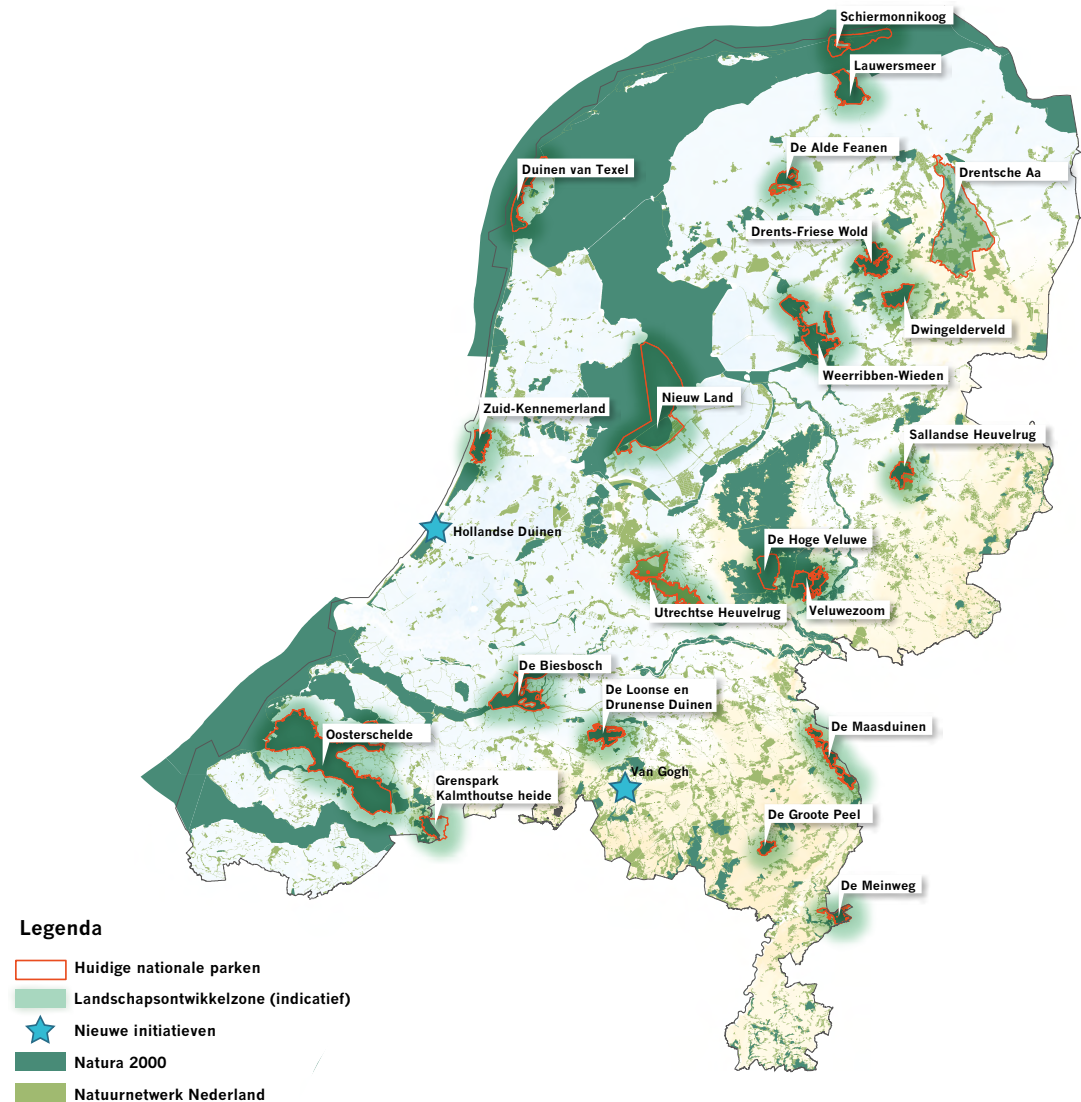 Schiermonnikoog
Lauwersmeer
De Alde Feanen
Duinen van Texel
Drentsche Aa
Drents-Friese Wold
Dwingelderveld
Weerribben-Wieden
Nieuw Land
Zuid-Kennemerland
Sallandse Heuvelrug
Hollandse Duinen
De Hoge Veluwe
Utrechtse Heuvelrug
Veluwezoom
De Biesbosch
De Loonse en
Drunense Duinen
De Maasduinen
Oosterschelde
Van Gogh
Grenspark
Kalmthoutse heide
De Groote Peel
De Meinweg
Legenda
Huidige nationale parken
Landschapsontwikkelzone (indicatief)
Nieuwe initiatieven
Natura 2000
Natuurnetwerk Nederland